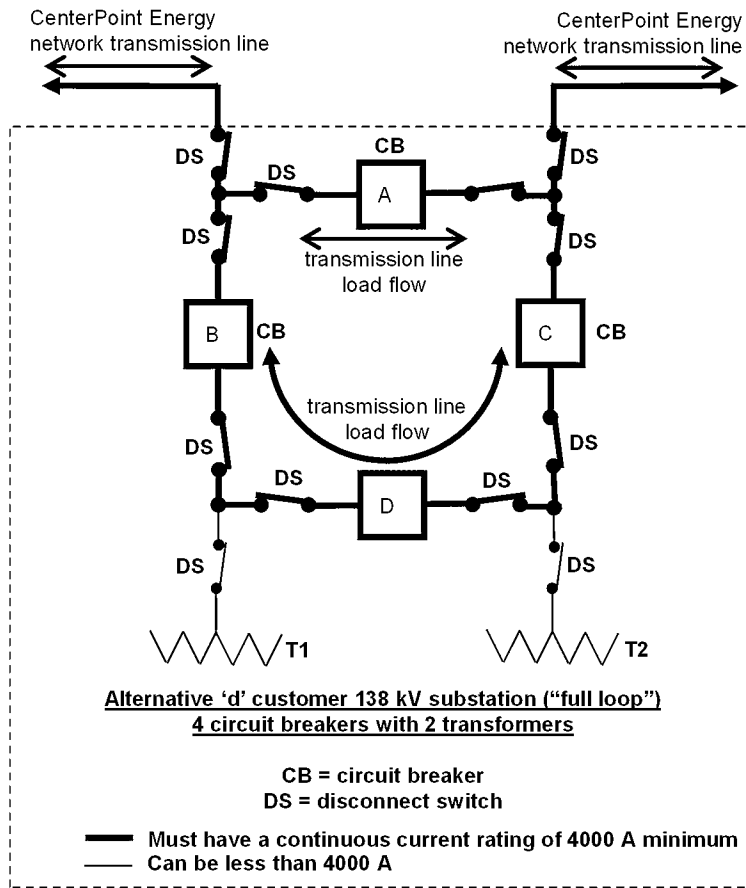 CenterPoint Energy
network transmission line
CenterPoint Energy
network transmission line
DS
DS
CB
A
DS
DS
DS
transmission line
load flow
B
CB
C
CB
transmission line
load flow
DS
DS
DS
D
DS
DS
DS
T1
T2
Alternative ‘d’ customer 138 kV substation (“full loop”)
4 circuit breakers with 2 transformers
CB = circuit breaker
DS = disconnect switch
Must have a continuous current rating of 4000 A minimum
Can be less than 4000 A